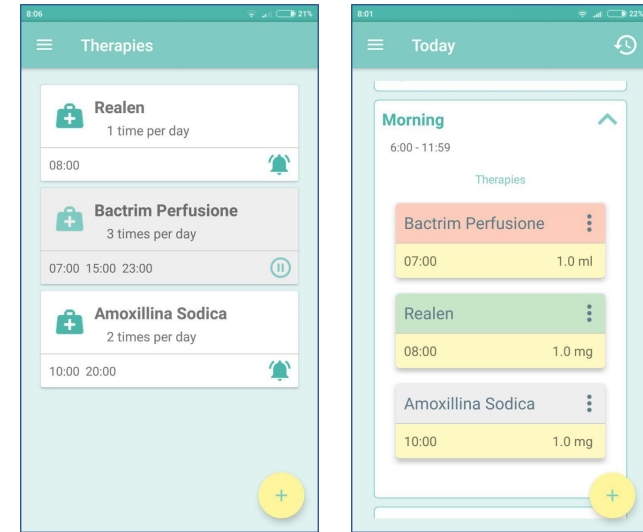 8:06
21%
Therapies
Realen
1 time per day
08:00
Bactrim Perfusione
3 times per day
07:00 15:00 23:00
Amoxillina Sodica
2 times per day
10:00 20:00
+
8:01
22%
Today
Morning
6:00 - 11:59
Therapies
Bactrim Perfusione
07:00 1.0 ml
Realen
08:00 1.0 mg
Amoxillina Sodica
10:00 1.0 mg
+